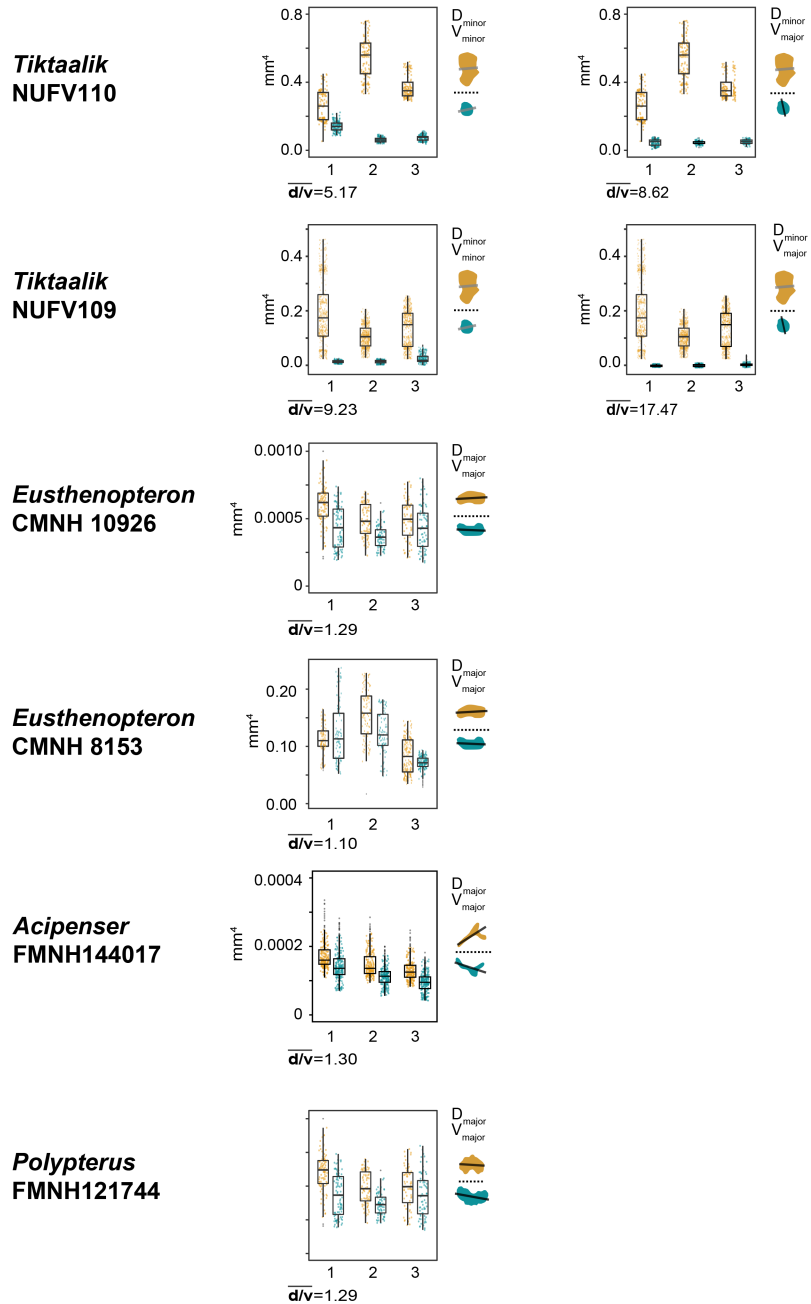 Tiktaalik
NUFV110
mm⁴
0.8
0.4
0.0
1 2 3
d/v=5.17
D minor
V minor
0.8
0.4
0.0
1 2 3
d/v=8.62
D minor
V major
Tiktaalik
NUFV109
mm⁴
0.4
0.2
0.0
1 2 3
d/v=9.23
D minor
V minor
mm⁴
0.4
0.2
0.0
1 2 3
d/v=17.47
D minor
V major
Eusthenopteron
CMNH 10926
mm⁴
0.0010
0.0005
0
1 2 3
d/v=1.29
D major
V major
Eusthenopteron
CMNH 8153
mm⁴
0.20
0.10
0.00
1 2 3
d/v=1.10
D major
V major
Acipenser
FMNH144017
mm⁴
0.0004
0.0002
0
1 2 3
d/v=1.30
D major
V major
Polypterus
FMNH121744
1 2 3
d/v=1.29
D major
V major